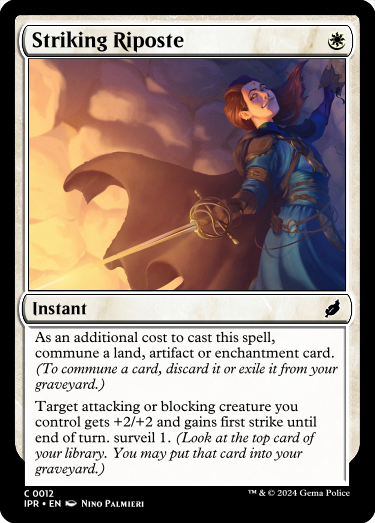 Striking Riposte
Instant
As an additional cost to cast this spell,
commune a land, artifact or enchantment card.
(To commune a card, discard it or exile it from your
graveyard.)
Target attacking or blocking creature you
control gets +2/+2 and gains first strike until
end of turn. surveil 1. (Look at the top card of
your library. You may put that card into your
graveyard.)
C 0012
IPR • EN Nino Palmieri
™ & © 2024 Gema Police